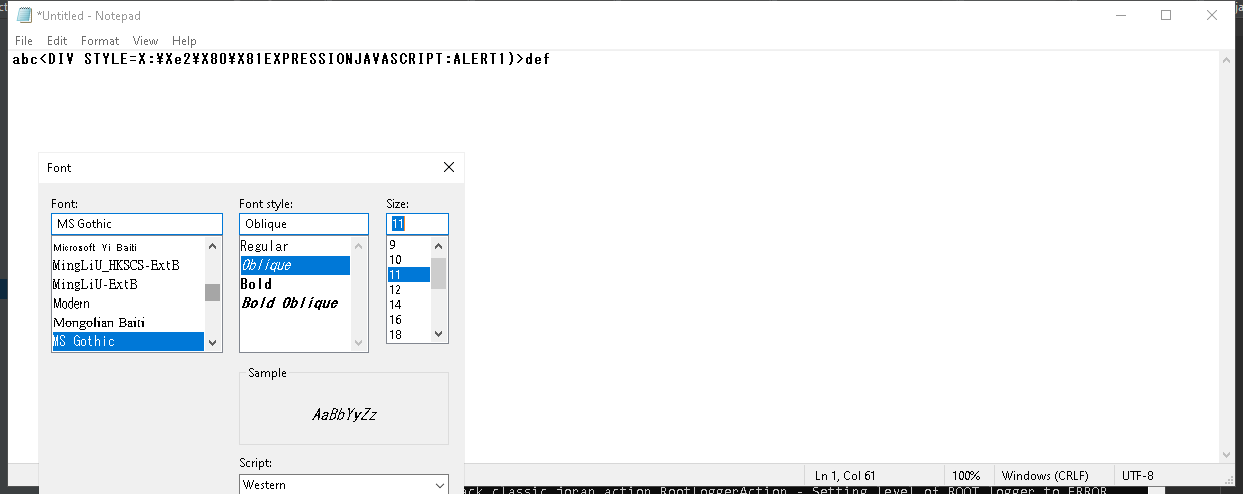 *Untitled - Notepad
File Edit Format View Help
abc<DIV STYLE=X:¥Xe2¥X80¥X81EXPRESSIONJAVASCRIPT:ALERT1)>def
Font
Font: Font style: Size:
MS Gothic Oblique 11
Microsoft Yi Baiti Regular 9
MingLiU_HKSCS-ExtB Oblique 10
MingLiU-ExtB Bold 11
Modern Bold Oblique 12
Mongolian Baiti 14
MS Gothic 16
18
Sample
AaBbYyZz
Script:
Western
Ln 1, Col 61 100% Windows (CRLF) UTF-8
ack classic joran action RootLoggerAction - Setting level of ROOT logger to ERROR